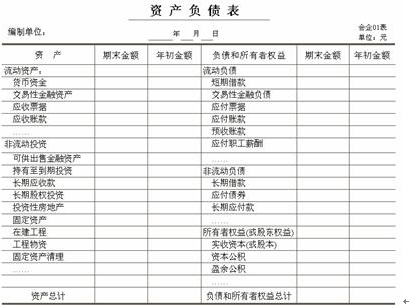 资产负债表
会企01表
编制单位： ____年__月__日 单位：元
资 产 期末金额 年初金额 负债和所有者权益 期末金额 年初金额
流动资产： 流动负债
货币资金 短期借款
交易性金融资产 交易性金融负债
应收票据 应付票据
应收账款 应付账款
…… 预收账款
非流动投资 应付职工薪酬
可供出售金融资产 ……
持有至到期投资 非流动负债
长期应收款 长期借款
长期股权投资 应付债券
投资性房地产 长期应付款
固定资产 ……
在建工程 所有者权益(或股东权益)
工程物资 实收资本(或股本)
固定资产清理 资本公积
…… 盈余公积
……
资产总计 负债和所有者权益总计